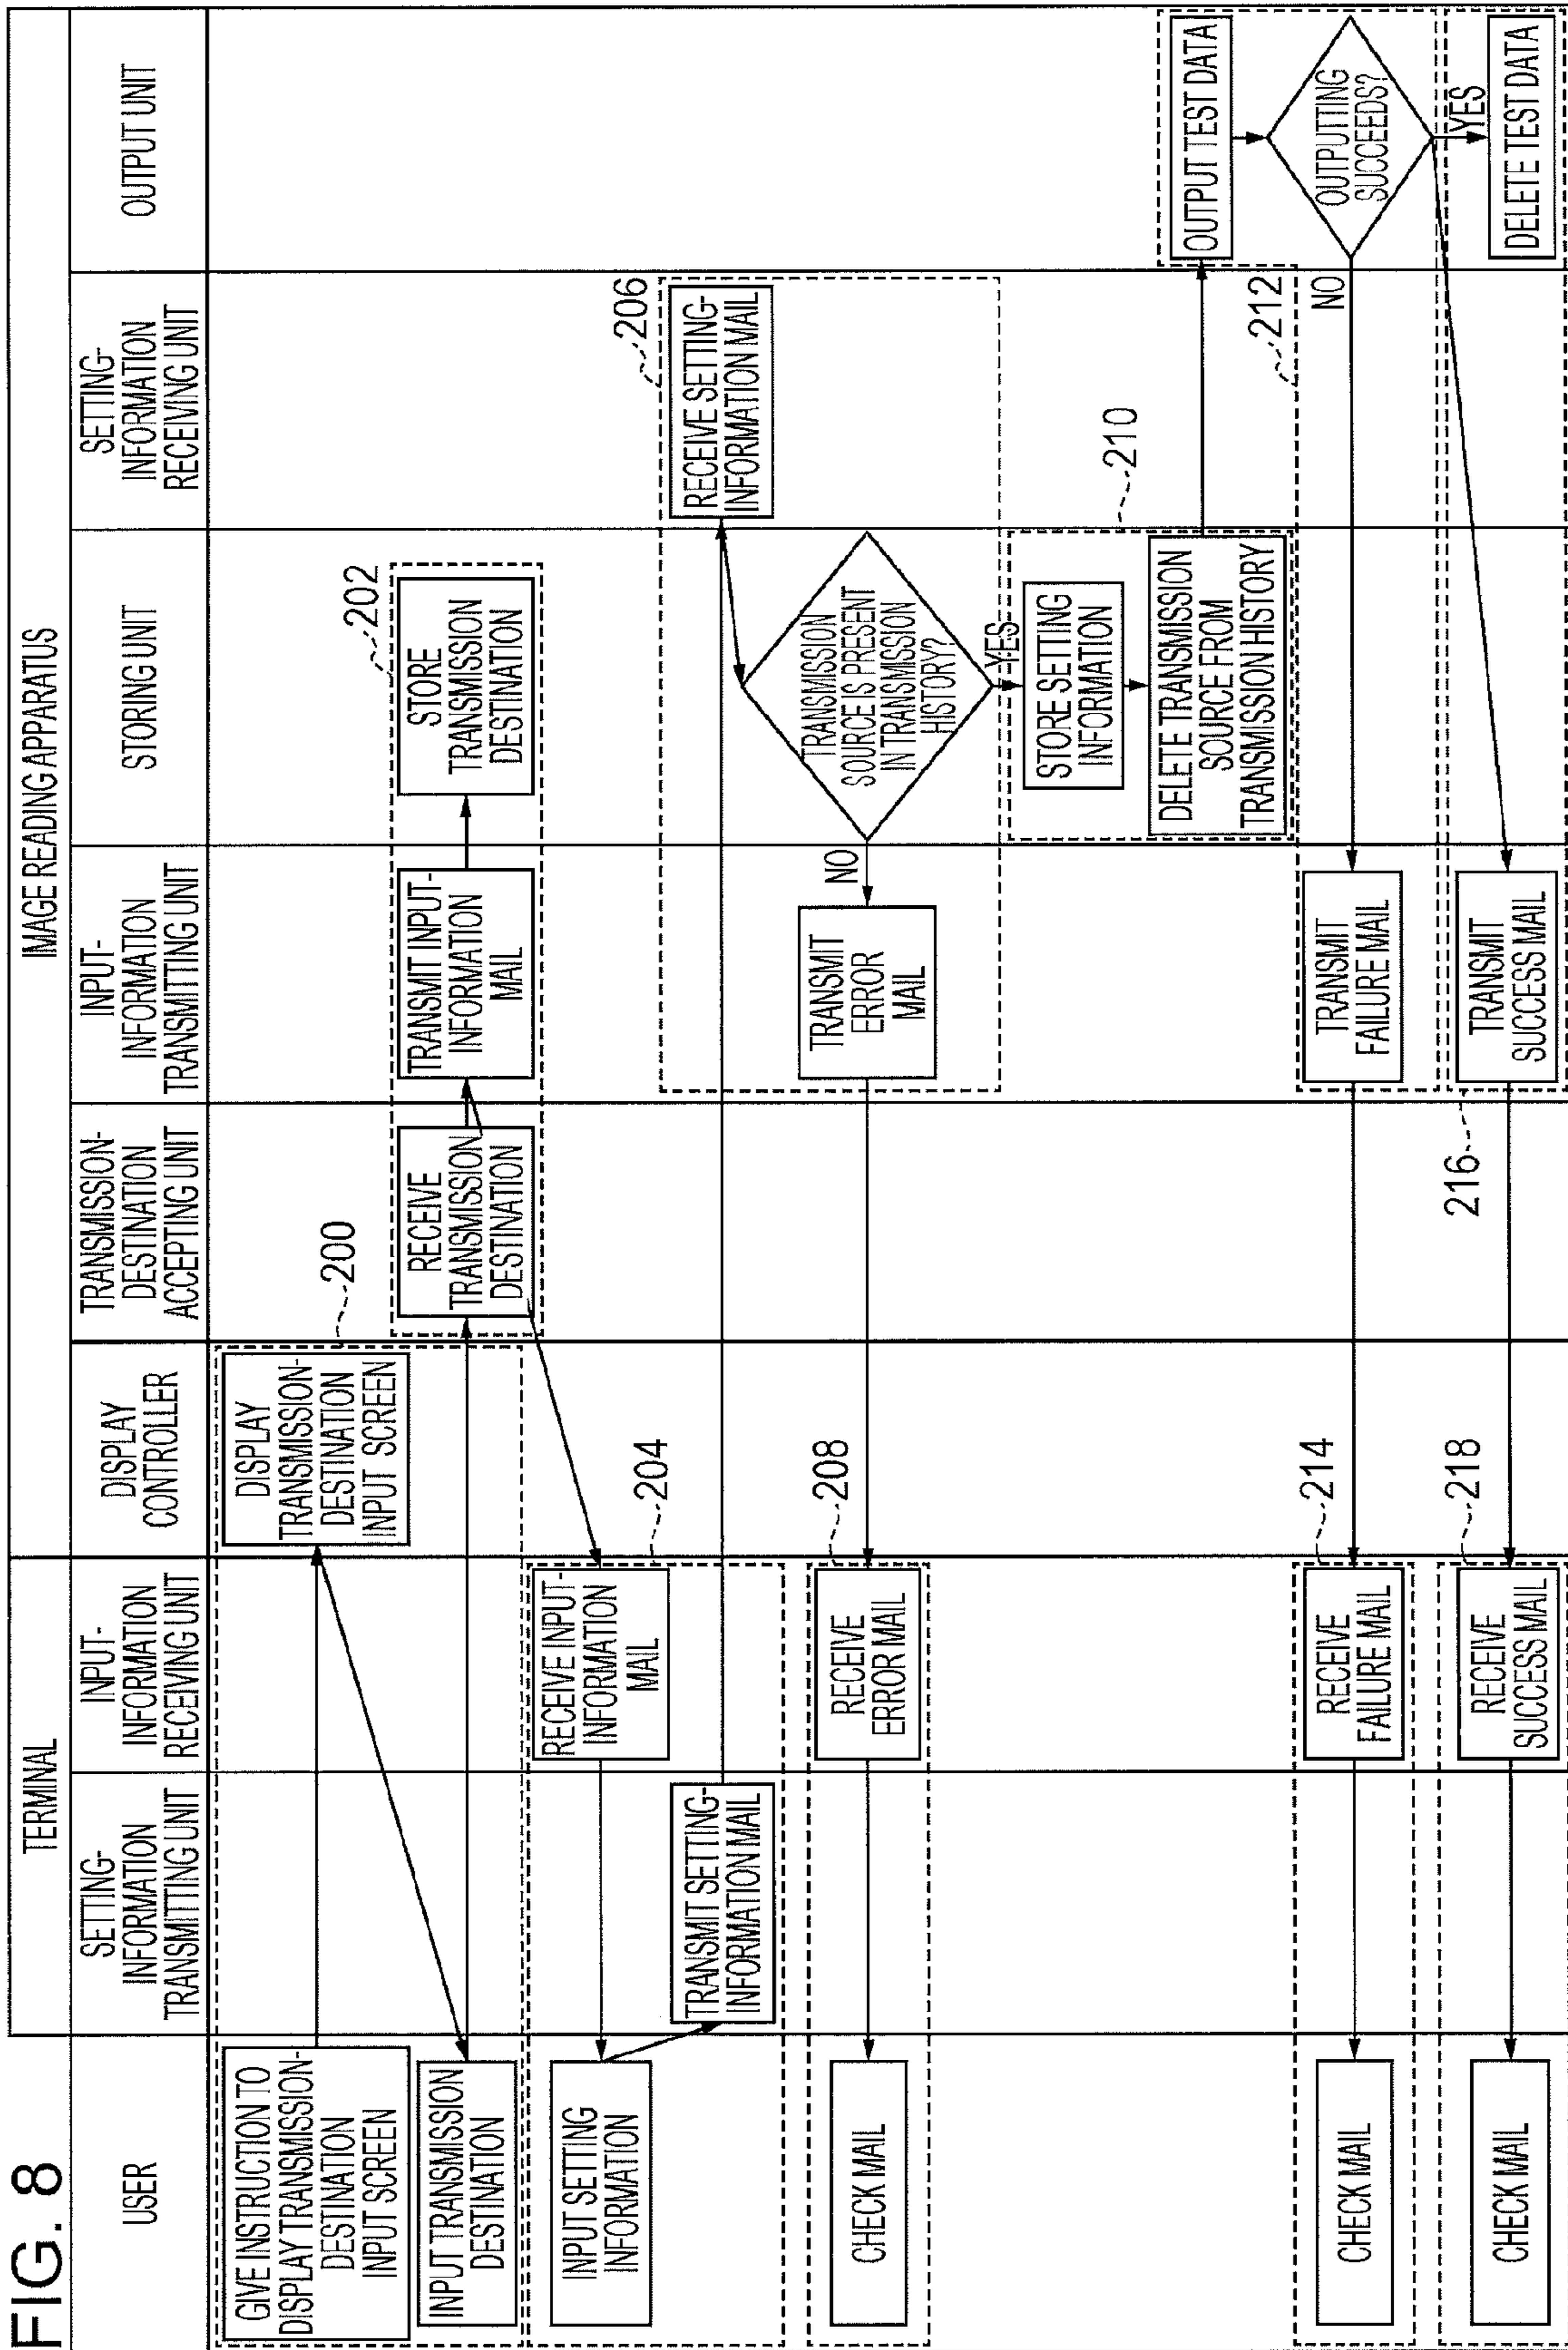 FIG. 8
USER
TERMINAL
SETTING-
INFORMATION
TRANSMITTING UNIT
INPUT-
INFORMATION
RECEIVING UNIT
IMAGE READING APPARATUS
DISPLAY
CONTROLLER
TRANSMISSION-
DESTINATION
ACCEPTING UNIT
INPUT-
INFORMATION
TRANSMITTING UNIT
STORING UNIT
SETTING-
INFORMATION
RECEIVING UNIT
OUTPUT UNIT
GIVE INSTRUCTION TO
DISPLAY TRANSMISSION-
DESTINATION
INPUT SCREEN
DISPLAY
TRANSMISSION-
DESTINATION
INPUT SCREEN
200
INPUT TRANSMISSION
DESTINATION
RECEIVE
TRANSMISSION
DESTINATION
TRANSMIT INPUT-
INFORMATION
MAIL
STORE
TRANSMISSION
DESTINATION
202
INPUT SETTING
INFORMATION
RECEIVE INPUT-
INFORMATION
MAIL
204
TRANSMIT SETTING-
INFORMATION MAIL
RECEIVE SETTING-
INFORMATION MAIL
206
CHECK MAIL
RECEIVE
ERROR MAIL
208
TRANSMIT
ERROR
MAIL
NO
TRANSMISSION
SOURCE IS PRESENT
IN TRANSMISSION
HISTORY?
YES
STORE SETTING
INFORMATION
210
DELETE TRANSMISSION
SOURCE FROM
TRANSMISSION HISTORY
OUTPUT TEST DATA
212
CHECK MAIL
RECEIVE
FAILURE MAIL
214
TRANSMIT
FAILURE MAIL
NO
OUTPUTTING
SUCCEEDS?
YES
CHECK MAIL
RECEIVE
SUCCESS MAIL
218
216
TRANSMIT
SUCCESS MAIL
DELETE TEST DATA